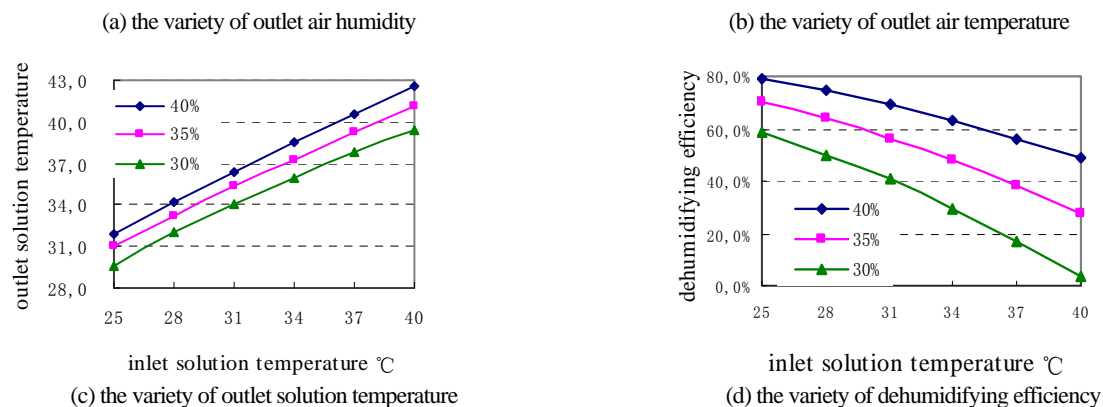 (a) the variety of outlet air humidity
(b) the variety of outlet air temperature
outlet solution temperature
43,0
40,0
37,0
34,0
31,0
28,0
40%
35%
30%
25 28 31 34 37 40
inlet solution temperature ℃
(c) the variety of outlet solution temperature
dehumidifying efficiency
80,0%
60,0%
40,0%
20,0%
0,0%
40%
35%
30%
25 28 31 34 37 40
inlet solution temperature ℃
(d) the variety of dehumidifying efficiency